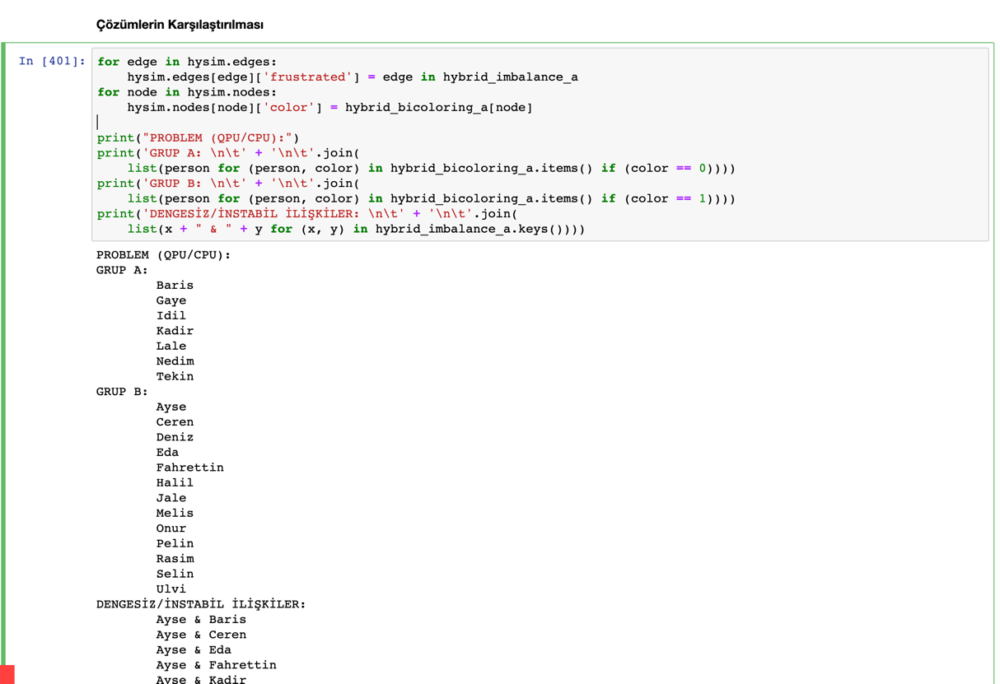 Çözümlerin Karşılaştırılması
In [401]:
for edge in hysim.edges:
    hysim.edges[edge]['frustrated'] = edge in hybrid_imbalance_a
for node in hysim.nodes:
    hysim.nodes[node]['color'] = hybrid_bicoloring_a[node]

print("PROBLEM (QPU/CPU):")
print('GRUP A: \n\t' + '\n\t'.join(
    list(person for (person, color) in hybrid_bicoloring_a.items() if (color == 0))))
print('GRUP B: \n\t' + '\n\t'.join(
    list(person for (person, color) in hybrid_bicoloring_a.items() if (color == 1))))
print('DENGESİZ/İNSTABİL İLİŞKİLER: \n\t' + '\n\t'.join(
    list(x + " & " + y for (x, y) in hybrid_imbalance_a.keys())))
PROBLEM (QPU/CPU):
GRUP A:
Baris
Gaye
Idil
Kadir
Lale
Nedim
Tekin
GRUP B:
Ayse
Ceren
Deniz
Eda
Fahrettin
Halil
Jale
Melis
Onur
Pelin
Rasim
Selin
Ulvi
DENGESİZ/İNSTABİL İLİŞKİLER:
Ayse & Baris
Ayse & Ceren
Ayse & Eda
Ayse & Fahrettin
Ayse & Kadir